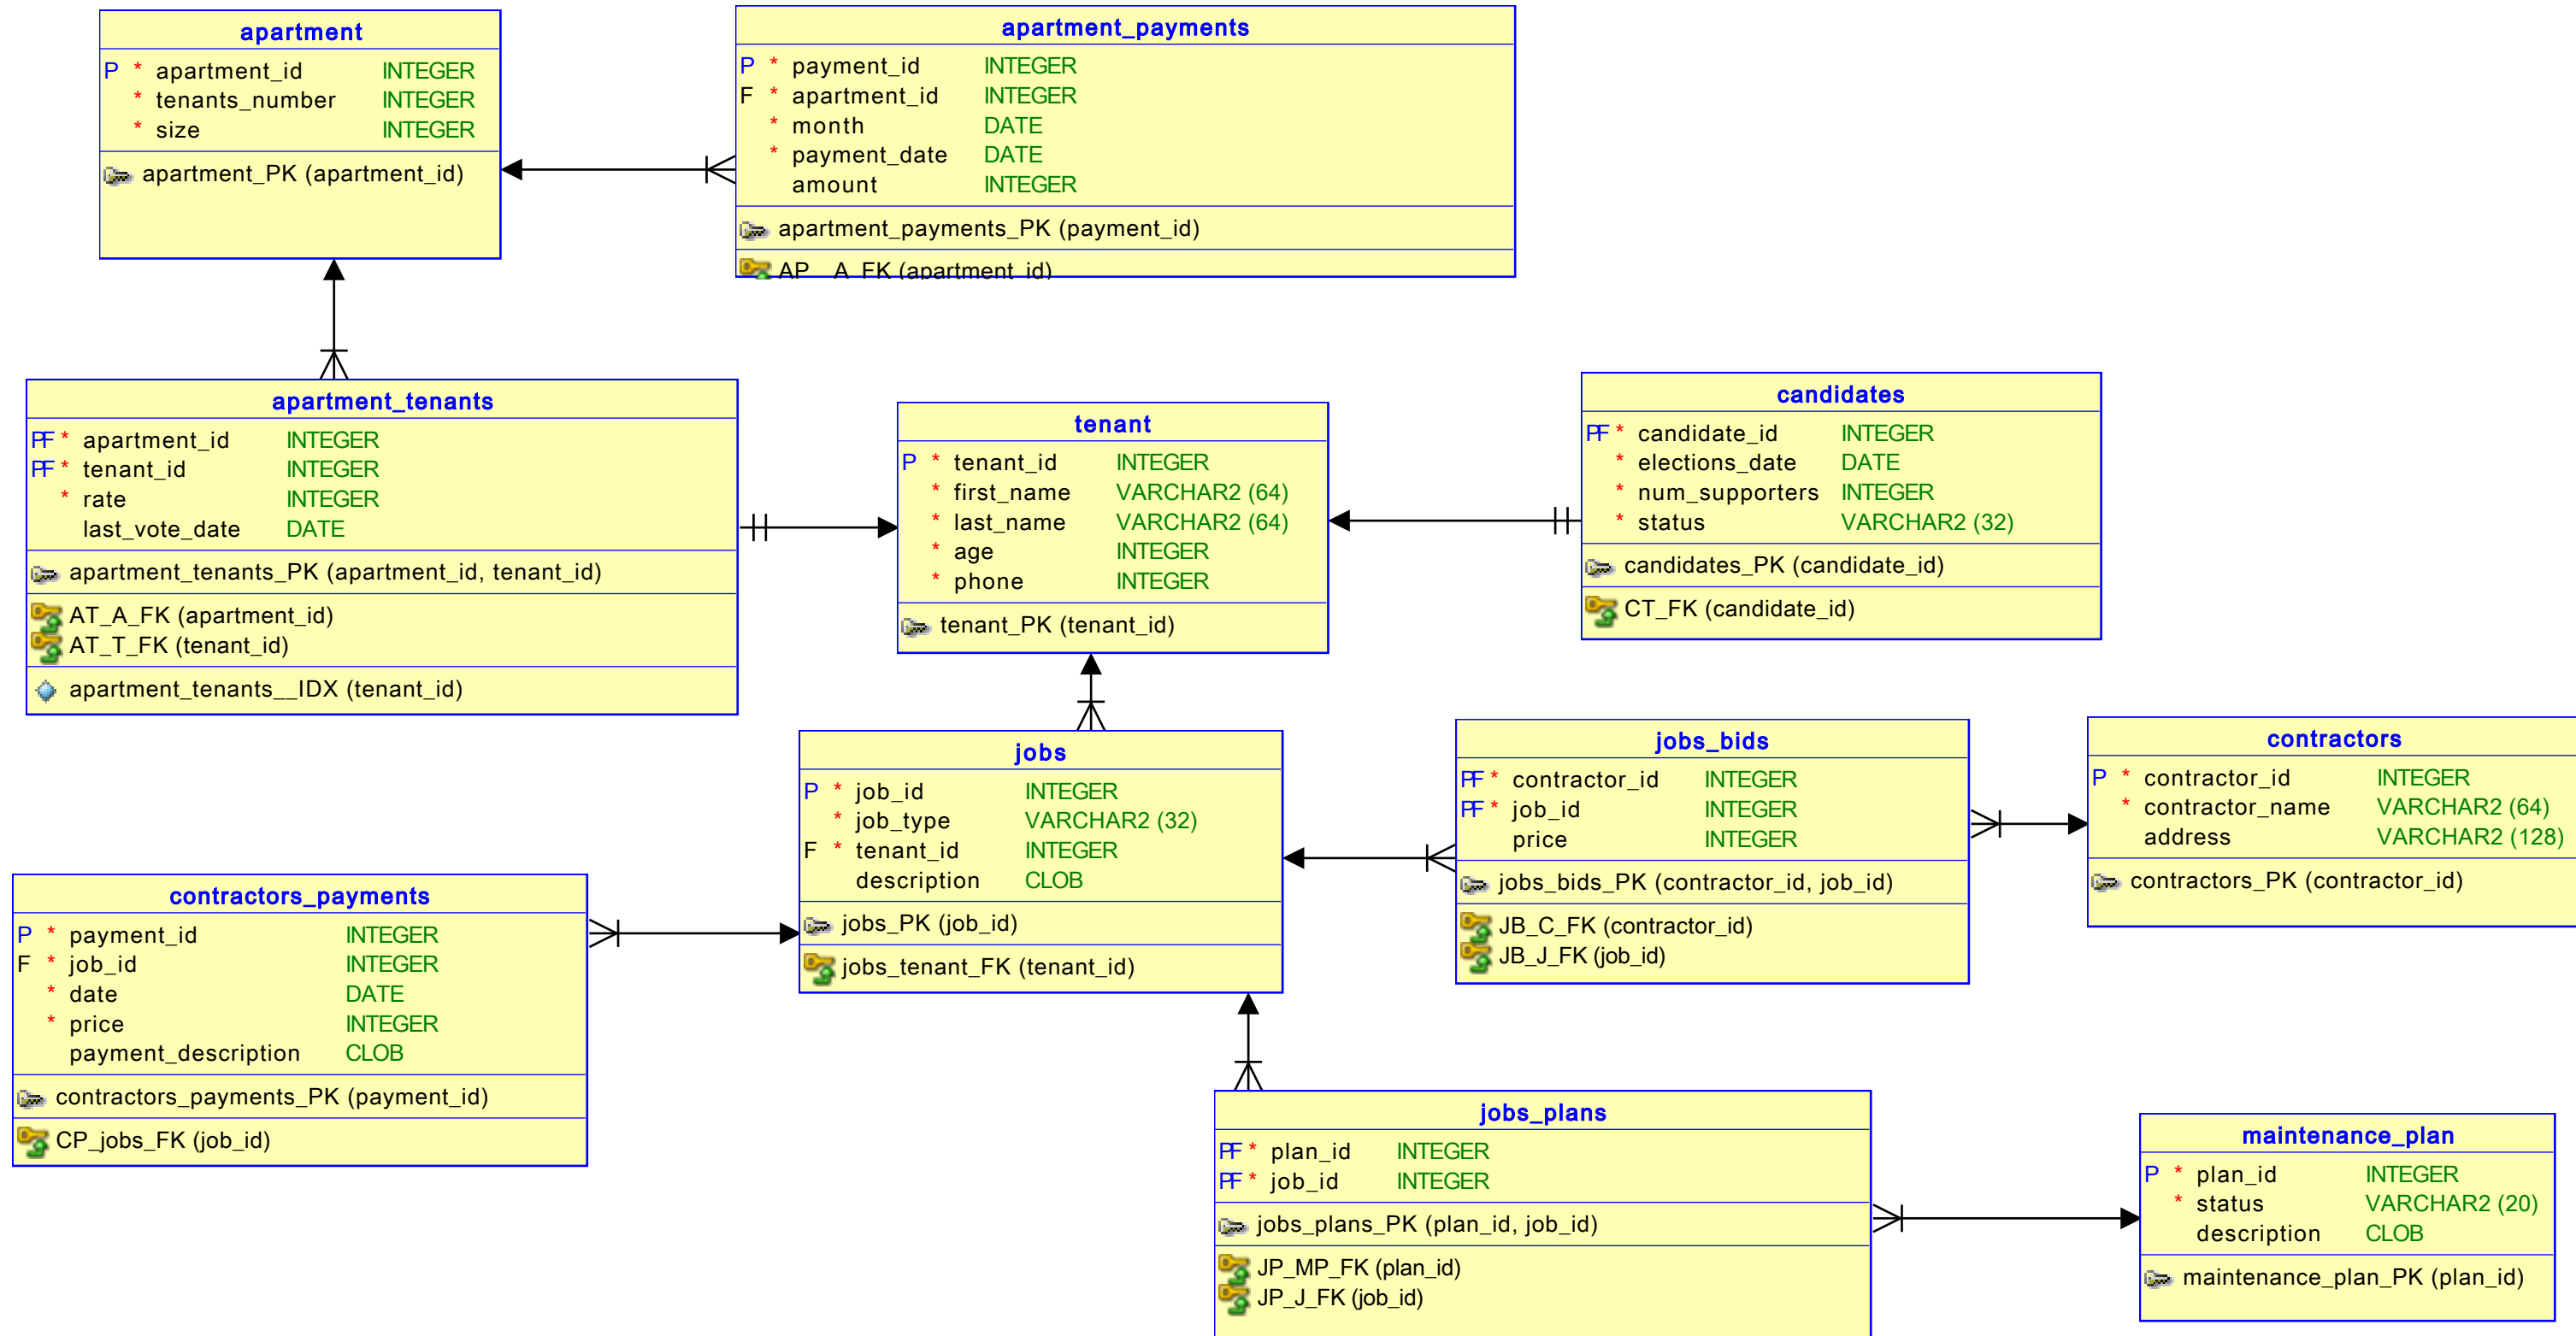 apartment
P * apartment_id INTEGER
* tenants_number INTEGER
* size INTEGER
apartment_PK (apartment_id)
apartment_payments
P * payment_id INTEGER
F * apartment_id INTEGER
* month DATE
* payment_date DATE
amount INTEGER
apartment_payments_PK (payment_id)
AP__A_FK (apartment_id)
apartment_tenants
PF * apartment_id INTEGER
PF * tenant_id INTEGER
* rate INTEGER
last_vote_date DATE
apartment_tenants_PK (apartment_id, tenant_id)
AT_A_FK (apartment_id)
AT_T_FK (tenant_id)
apartment_tenants__IDX (tenant_id)
tenant
P * tenant_id INTEGER
* first_name VARCHAR2 (64)
* last_name VARCHAR2 (64)
* age INTEGER
* phone INTEGER
tenant_PK (tenant_id)
candidates
PF * candidate_id INTEGER
* elections_date DATE
* num_supporters INTEGER
* status VARCHAR2 (32)
candidates_PK (candidate_id)
CT_FK (candidate_id)
jobs
P * job_id INTEGER
* job_type VARCHAR2 (32)
F * tenant_id INTEGER
description CLOB
jobs_PK (job_id)
jobs_tenant_FK (tenant_id)
jobs_bids
PF * contractor_id INTEGER
PF * job_id INTEGER
price INTEGER
jobs_bids_PK (contractor_id, job_id)
JB_C_FK (contractor_id)
JB_J_FK (job_id)
contractors
P * contractor_id INTEGER
* contractor_name VARCHAR2 (64)
address VARCHAR2 (128)
contractors_PK (contractor_id)
contractors_payments
P * payment_id INTEGER
F * job_id INTEGER
* date DATE
* price INTEGER
payment_description CLOB
contractors_payments_PK (payment_id)
CP_jobs_FK (job_id)
jobs_plans
PF * plan_id INTEGER
PF * job_id INTEGER
jobs_plans_PK (plan_id, job_id)
JP_MP_FK (plan_id)
JP_J_FK (job_id)
maintenance_plan
P * plan_id INTEGER
* status VARCHAR2 (20)
description CLOB
maintenance_plan_PK (plan_id)